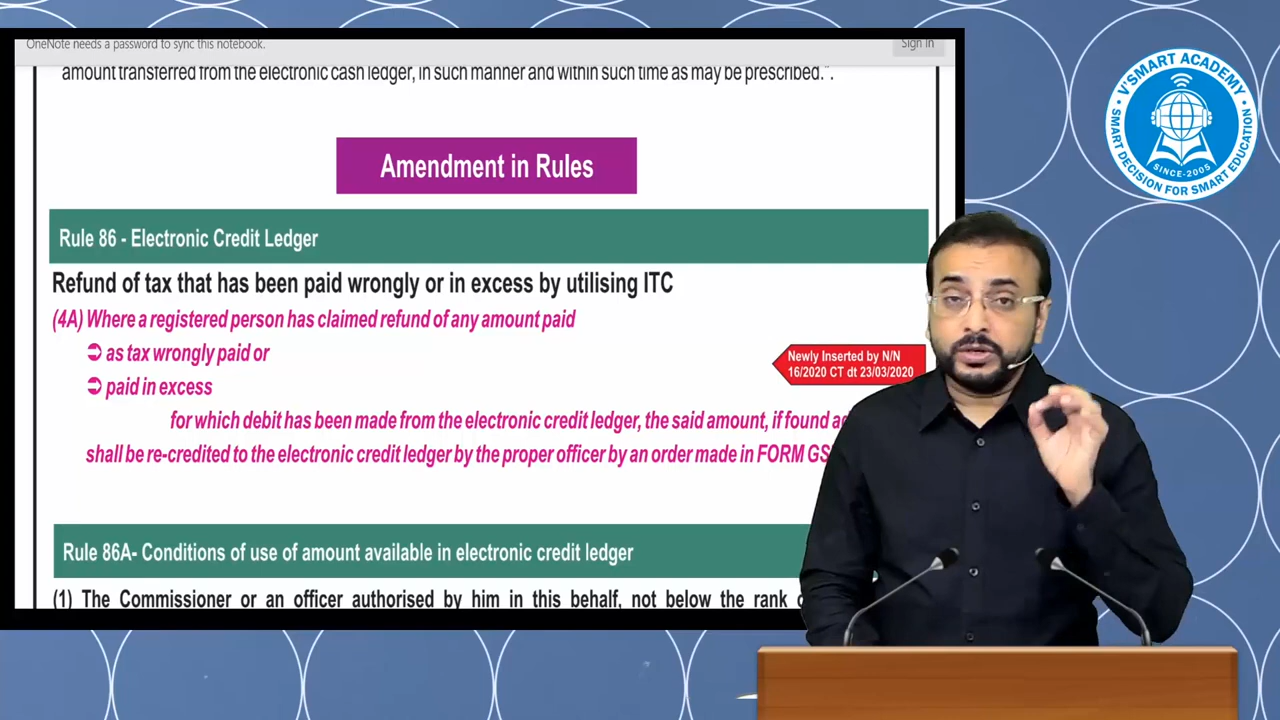 OneNote needs a password to sync this notebook.
Sign in
amount transferred from the electronic cash ledger, in such manner and within such time as may be prescribed.".
V'SMART ACADEMY
SINCE-2005
SMART DECISION FOR SMART EDUCATION
Amendment in Rules
Rule 86 - Electronic Credit Ledger
Refund of tax that has been paid wrongly or in excess by utilising ITC
(4A) Where a registered person has claimed refund of any amount paid
➲ as tax wrongly paid or
Newly Inserted by N/N
16/2020 CT dt 23/03/2020
➲ paid in excess
for which debit has been made from the electronic credit ledger, the said amount, if found
shall be re-credited to the electronic credit ledger by the proper officer by an order made in FORM
Rule 86A- Conditions of use of amount available in electronic credit ledger
(1) The Commissioner or an officer authorised by him in this behalf, not below the rank